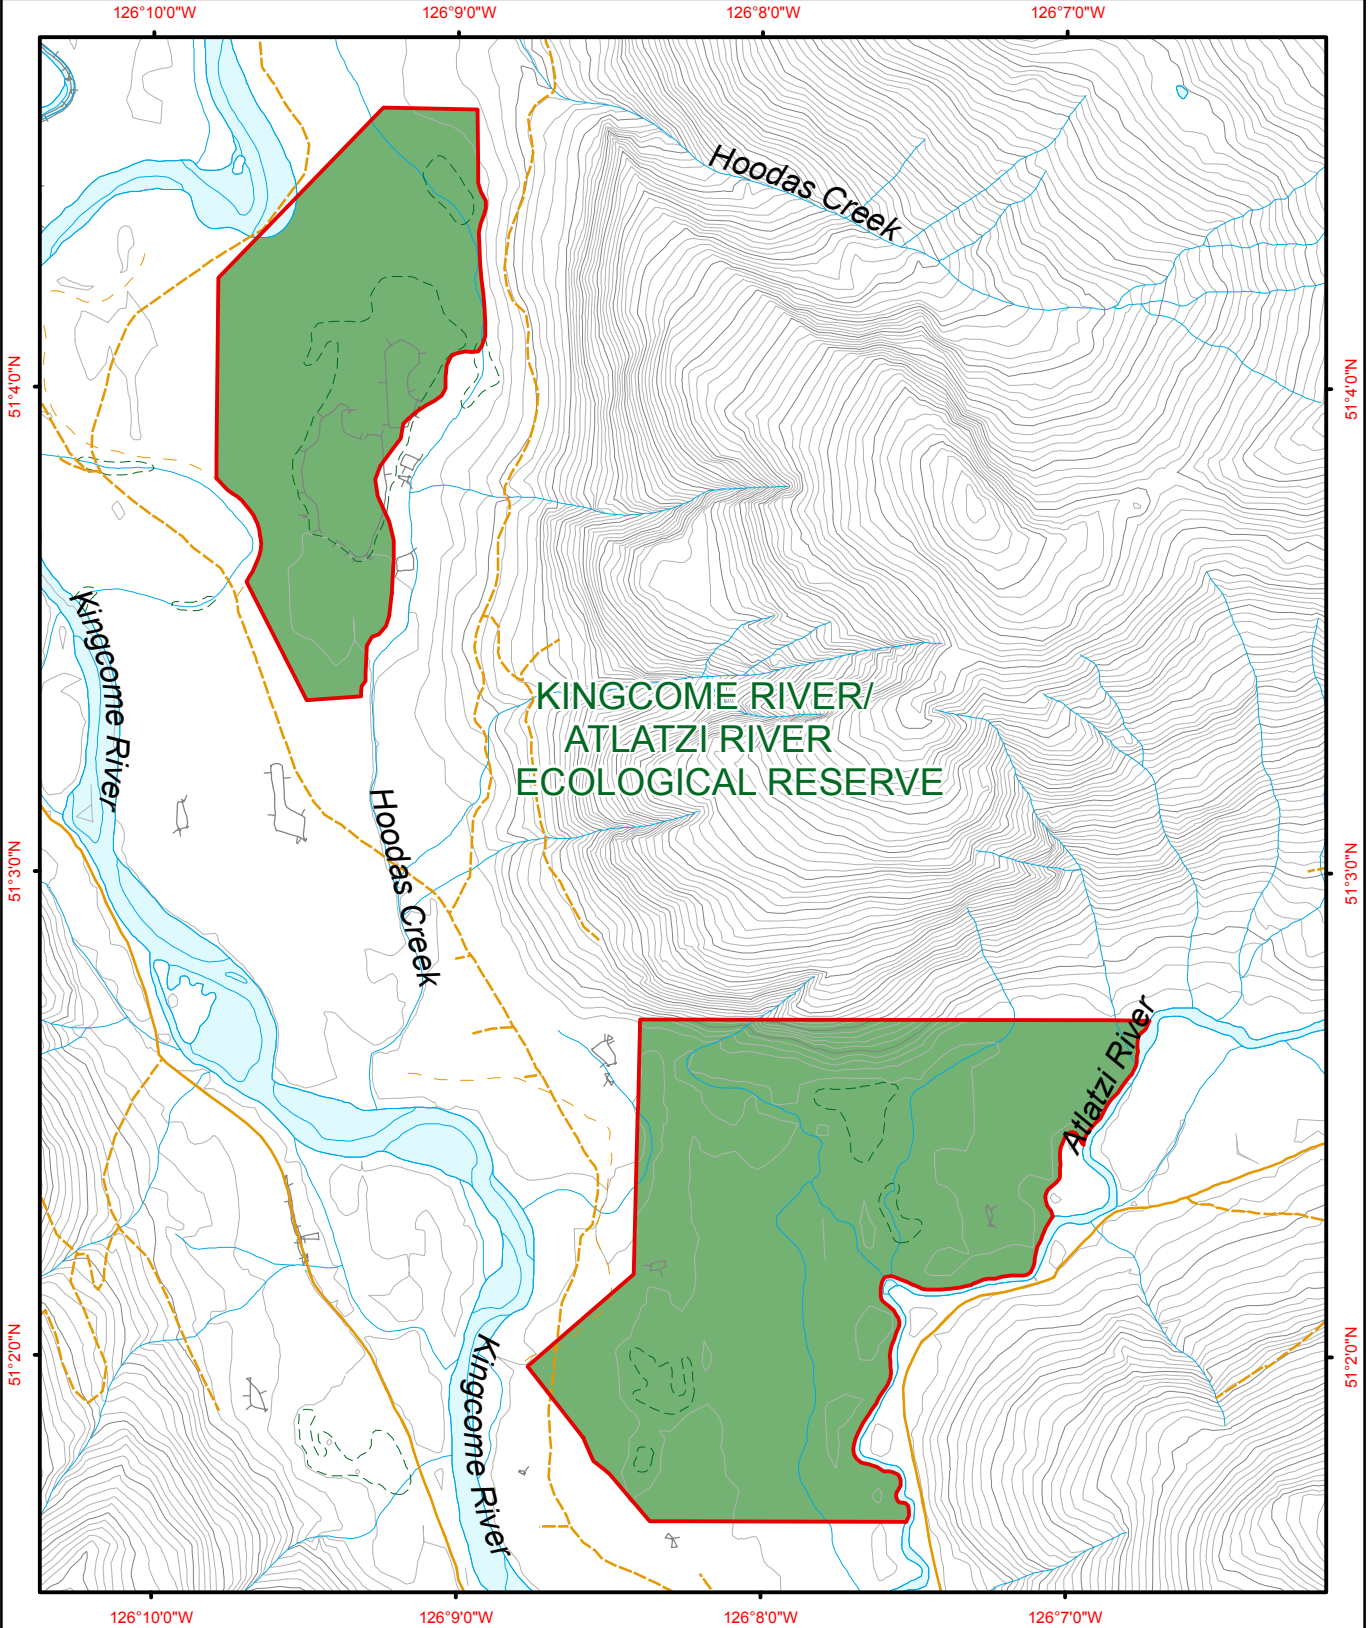 126°10'0"W
126°9'0"W
126°8'0"W
126°7'0"W
Hoodas Creek
51°4'0"N
51°4'0"N
Kingcome River
KINGCOME RIVER/
ATLATZI RIVER
ECOLOGICAL RESERVE
Hoodas Creek
51°3'0"N
51°3'0"N
Atlatzi River
51°2'0"N
51°2'0"N
Kingcome River
126°10'0"W
126°9'0"W
126°8'0"W
126°7'0"W